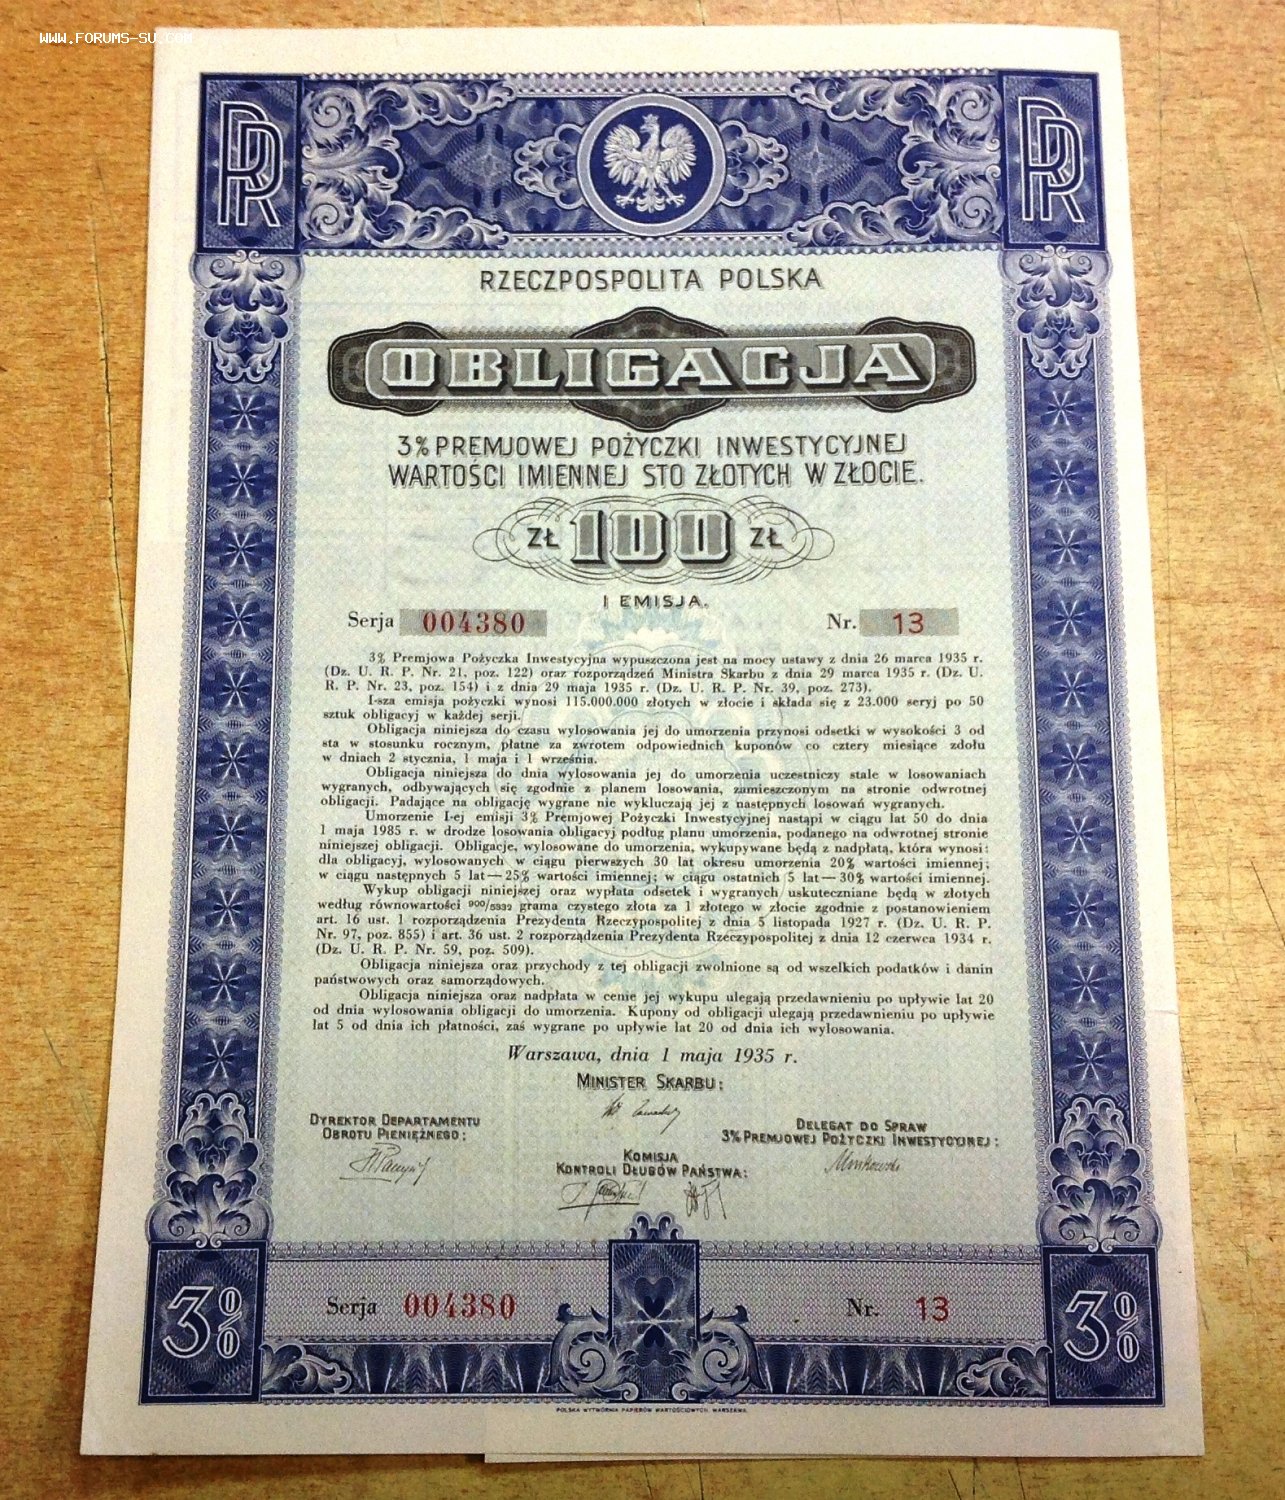 WWW.FORUMS-SU.COM
RP RP
RZECZPOSPOLITA POLSKA
OBLIGACJA
3% PREMJOWEJ POŻYCZKI INWESTYCYJNEJ
WARTOŚCI IMIENNEJ STO ZŁOTYCH W ZŁOCIE.
ZŁ 100 ZŁ
I EMISJA.
Serja 004380 Nr. 13
3% Premjowa Pożyczka Inwestycyjna wypuszczona jest na mocy ustawy z dnia 26 marca 1935 r.
(Dz. U. R. P. Nr. 21, poz. 122) oraz rozporządzeń Ministra Skarbu z dnia 29 marca 1935 r. (Dz. U.
R. P. Nr. 23, poz. 154) i z dnia 29 maja 1935 r. (Dz. U. R. P. Nr. 39, poz. 273).
I-sza emisja pożyczki wynosi 115.000.000 złotych w złocie i składa się z 23.000 seryj po 50
sztuk obligacyj w każdej serji.
Obligacja niniejsza do czasu wylosowania jej do umorzenia przynosi odsetki w wysokości 3 od
sta w stosunku rocznym, płatne za zwrotem odpowiednich kuponów co cztery miesiące zdołu
w dniach 2 stycznia, 1 maja i 1 września.
Obligacja niniejsza do dnia wylosowania jej do umorzenia uczestniczy stale w losowaniach
wygranych, odbywających się zgodnie z planem losowania, zamieszczonym na stronie odwrotnej
obligacji. Padające na obligację wygrane nie wykluczają jej z następnych losowań wygranych.
Umorzenie I-ej emisji 3% Premjowej Pożyczki Inwestycyjnej nastąpi w ciągu lat 50 do dnia
1 maja 1985 r. w drodze losowania obligacyj podług planu umorzenia, podanego na odwrotnej stronie
niniejszej obligacji. Obligacje, wylosowane do umorzenia, wykupywane będą z nadpłatą, która wynosi:
dla obligacyj, wylosowanych w ciągu pierwszych 30 lat okresu umorzenia 20% wartości imiennej;
w ciągu następnych 5 lat — 25% wartości imiennej; w ciągu ostatnich 5 lat — 30% wartości imiennej.
Wykup obligacji niniejszej oraz wypłata odsetek i wygranych uskuteczniane będą w złotych
według równowartości 900/5332 grama czystego złota za 1 złotego w złocie zgodnie z postanowieniem
art. 16 ust. 1 rozporządzenia Prezydenta Rzeczypospolitej z dnia 5 listopada 1927 r. (Dz. U. R. P.
Nr. 97, poz. 855) i art. 36 ust. 2 rozporządzenia Prezydenta Rzeczypospolitej z dnia 12 czerwca 1934 r.
(Dz. U. R. P. Nr. 59, poz. 509).
Obligacja niniejsza oraz przychody z tej obligacji zwolnione są od wszelkich podatków i danin
państwowych oraz samorządowych.
Obligacja niniejsza oraz nadpłata w cenie jej wykupu ulegają przedawnieniu po upływie lat 20
od dnia wylosowania obligacji do umorzenia. Kupony od obligacji ulegają przedawnieniu po upływie
lat 5 od dnia ich płatności, zaś wygrane po upływie lat 20 od dnia ich wylosowania.
Warszawa, dnia 1 maja 1935 r.
MINISTER SKARBU:
DYREKTOR DEPARTAMENTU
OBROTU PIENIĘŻNEGO:
DELEGAT DO SPRAW
3% PREMJOWEJ POŻYCZKI INWESTYCYJNEJ:
KOMISJA
KONTROLI DŁUGÓW PAŃSTWA:
Serja 004380 Nr. 13
3% 3%
POLSKA WYTWÓRNIA PAPIERÓW WARTOŚCIOWYCH, WARSZAWA.